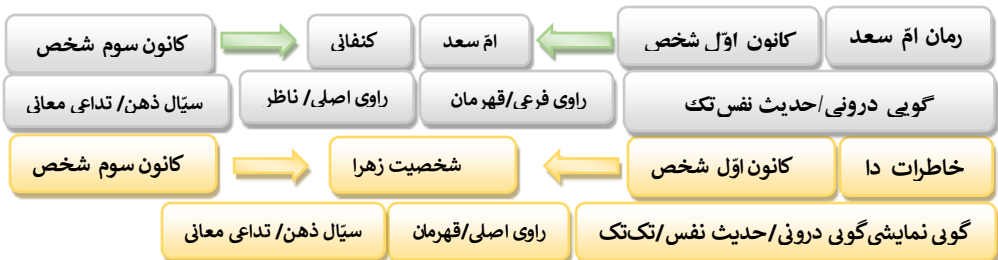 رمان امّ سعد کانون اوّل شخص امّ سعد کنفانی کانون سوم شخص
گویی درونی/حدیث نفس‌تک راوی فرعی/قهرمان راوی اصلی/ناظر سیّال ذهن/تداعی معانی
خاطرات دا کانون اوّل شخص شخصیت زهرا کانون سوم شخص
گویی نمایشی‌گویی درونی/حدیث نفس/تک‌تک راوی اصلی/قهرمان سیّال ذهن/تداعی معانی